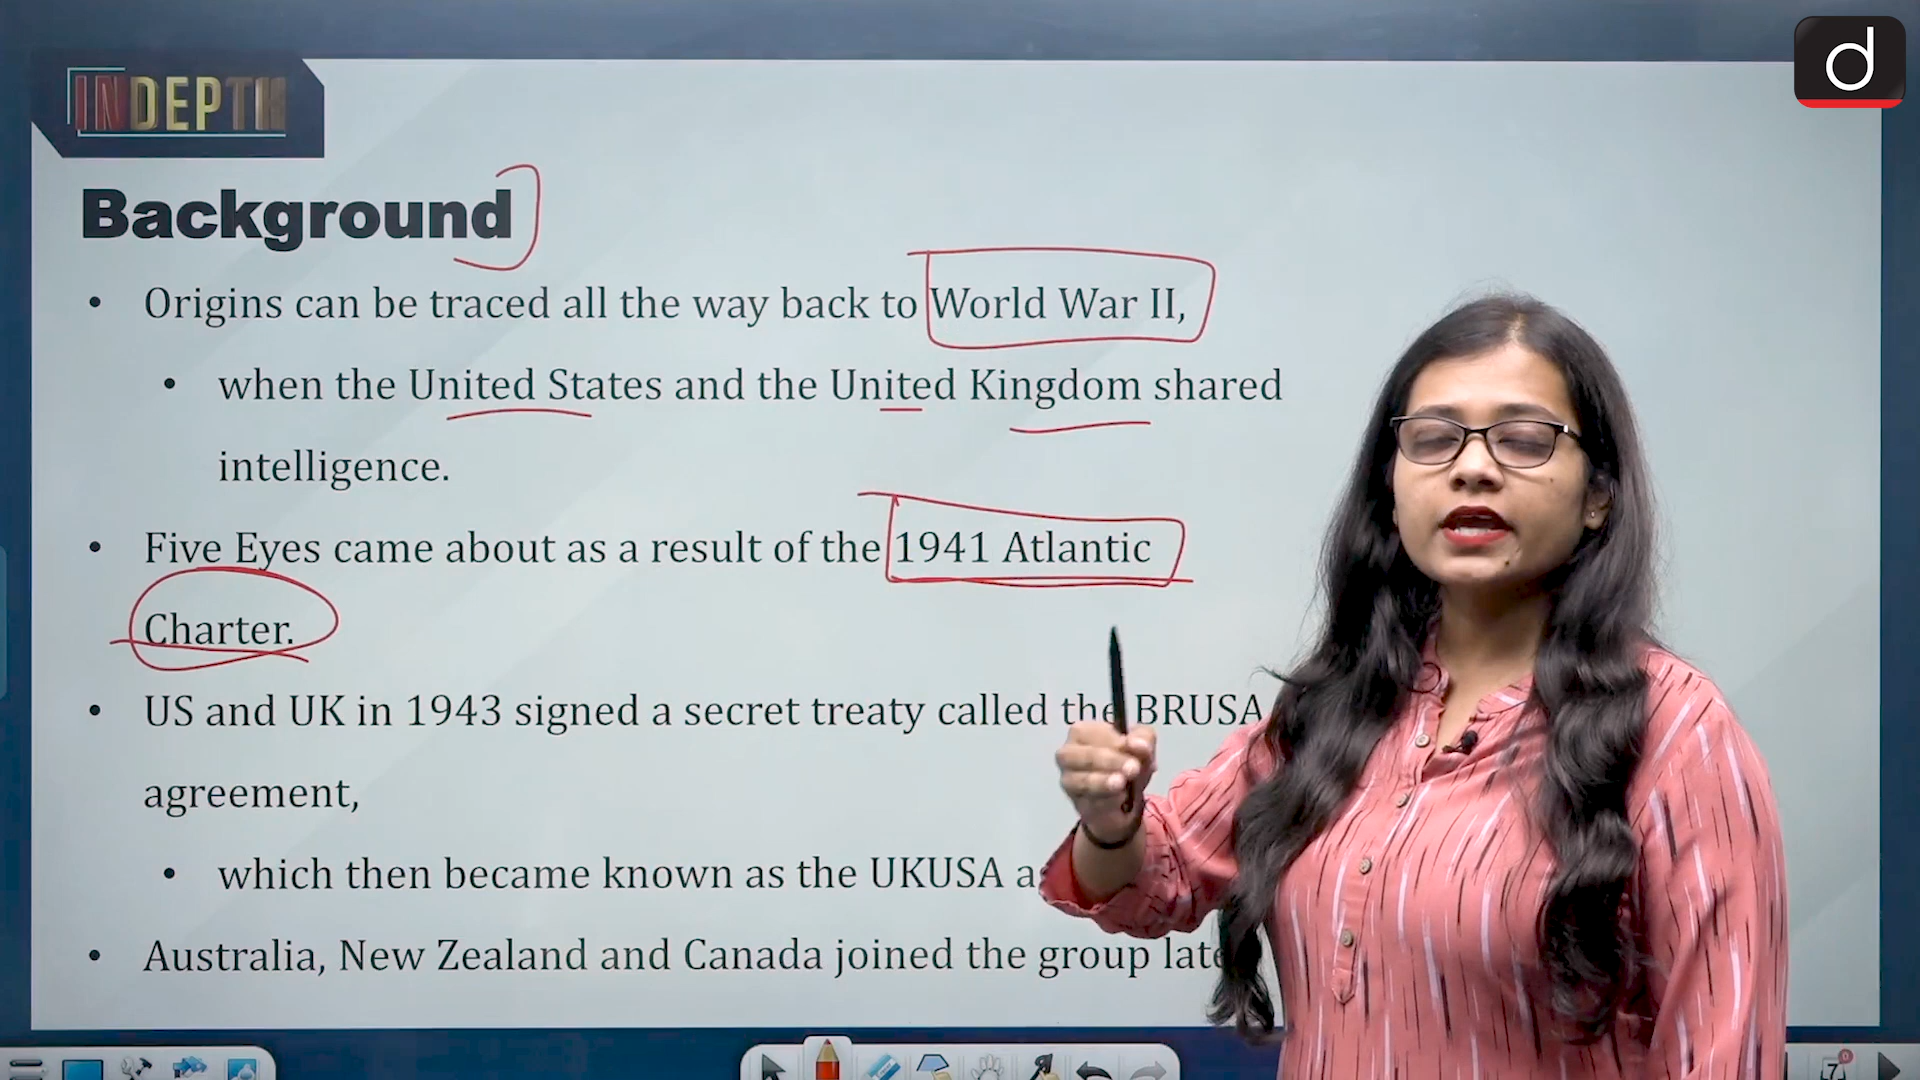 INDEPTH
d
Background
• Origins can be traced all the way back to World War II,
• when the United States and the United Kingdom shared
intelligence.
• Five Eyes came about as a result of the 1941 Atlantic
Charter.
• US and UK in 1943 signed a secret treaty called the BRUSA
agreement,
• which then became known as the UKUSA
• Australia, New Zealand and Canada joined the group